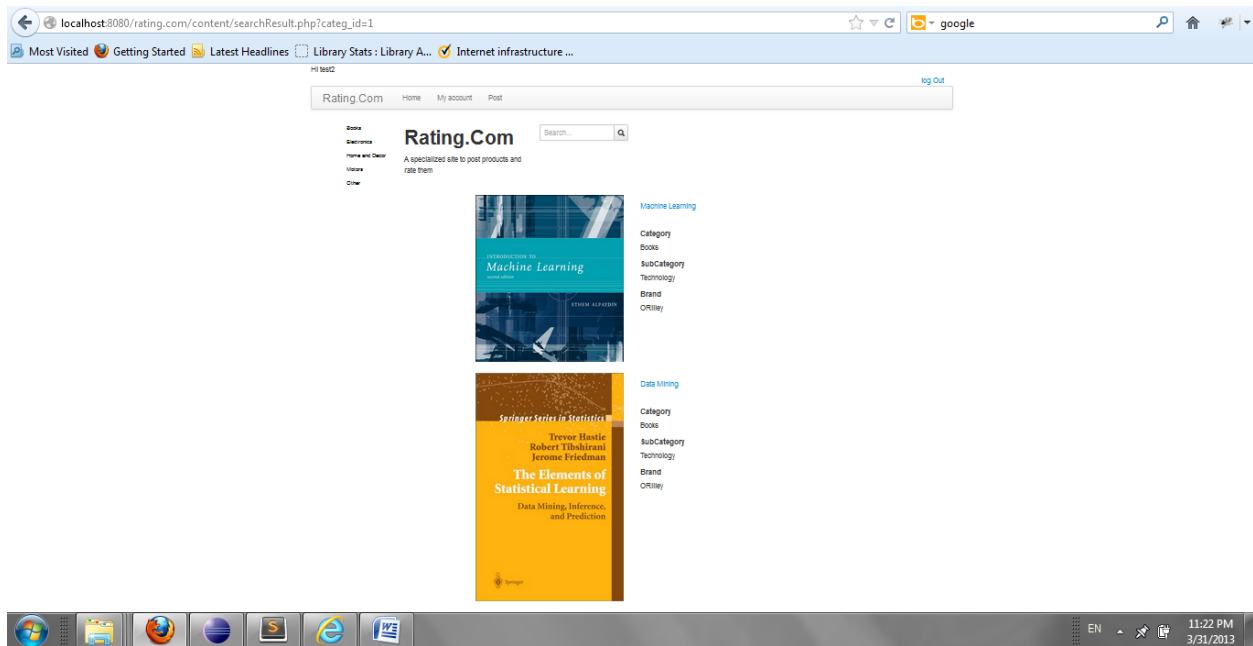 localhost:8080/rating.com/content/searchResult.php?categ_id=1
google
Most Visited Getting Started Latest Headlines Library Stats : Library A... Internet infrastructure ...
Hi test2
log Out
Rating.Com Home My account Post
Books
Electronics
Home and Decor
Motors
Other
Rating.Com
A specialized site to post products and
rate them
Search...
INTRODUCTION TO
Machine Learning
second edition
ETHEM ALPAYDIN
Machine Learning
Category
Books
SubCategory
Technology
Brand
ORilley
Springer Series in Statistics
Trevor Hastie
Robert Tibshirani
Jerome Friedman
The Elements of
Statistical Learning
Data Mining, Inference,
and Prediction
Springer
Data Mining
Category
Books
SubCategory
Technology
Brand
ORilley
EN
11:22 PM
3/31/2013